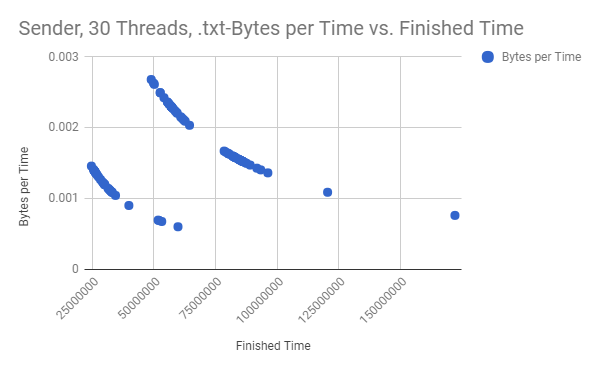 Sender, 30 Threads, .txt-Bytes per Time vs. Finished Time
Bytes per Time
0.003
0.002
0.001
0
Bytes per Time
25000000
50000000
75000000
100000000
125000000
150000000
Finished Time